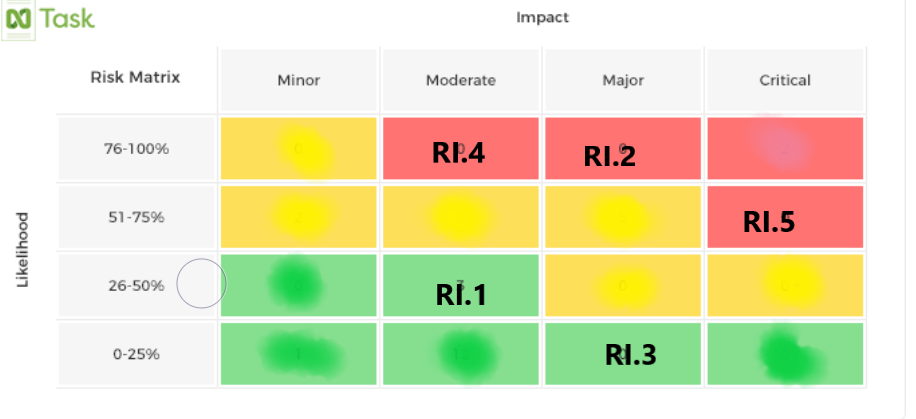 Task
Impact
Risk Matrix
Minor
Moderate
Major
Critical
76-100%
RI.4
RI.2
51-75%
RI.5
Likelihood
26-50%
RI.1
0-25%
RI.3